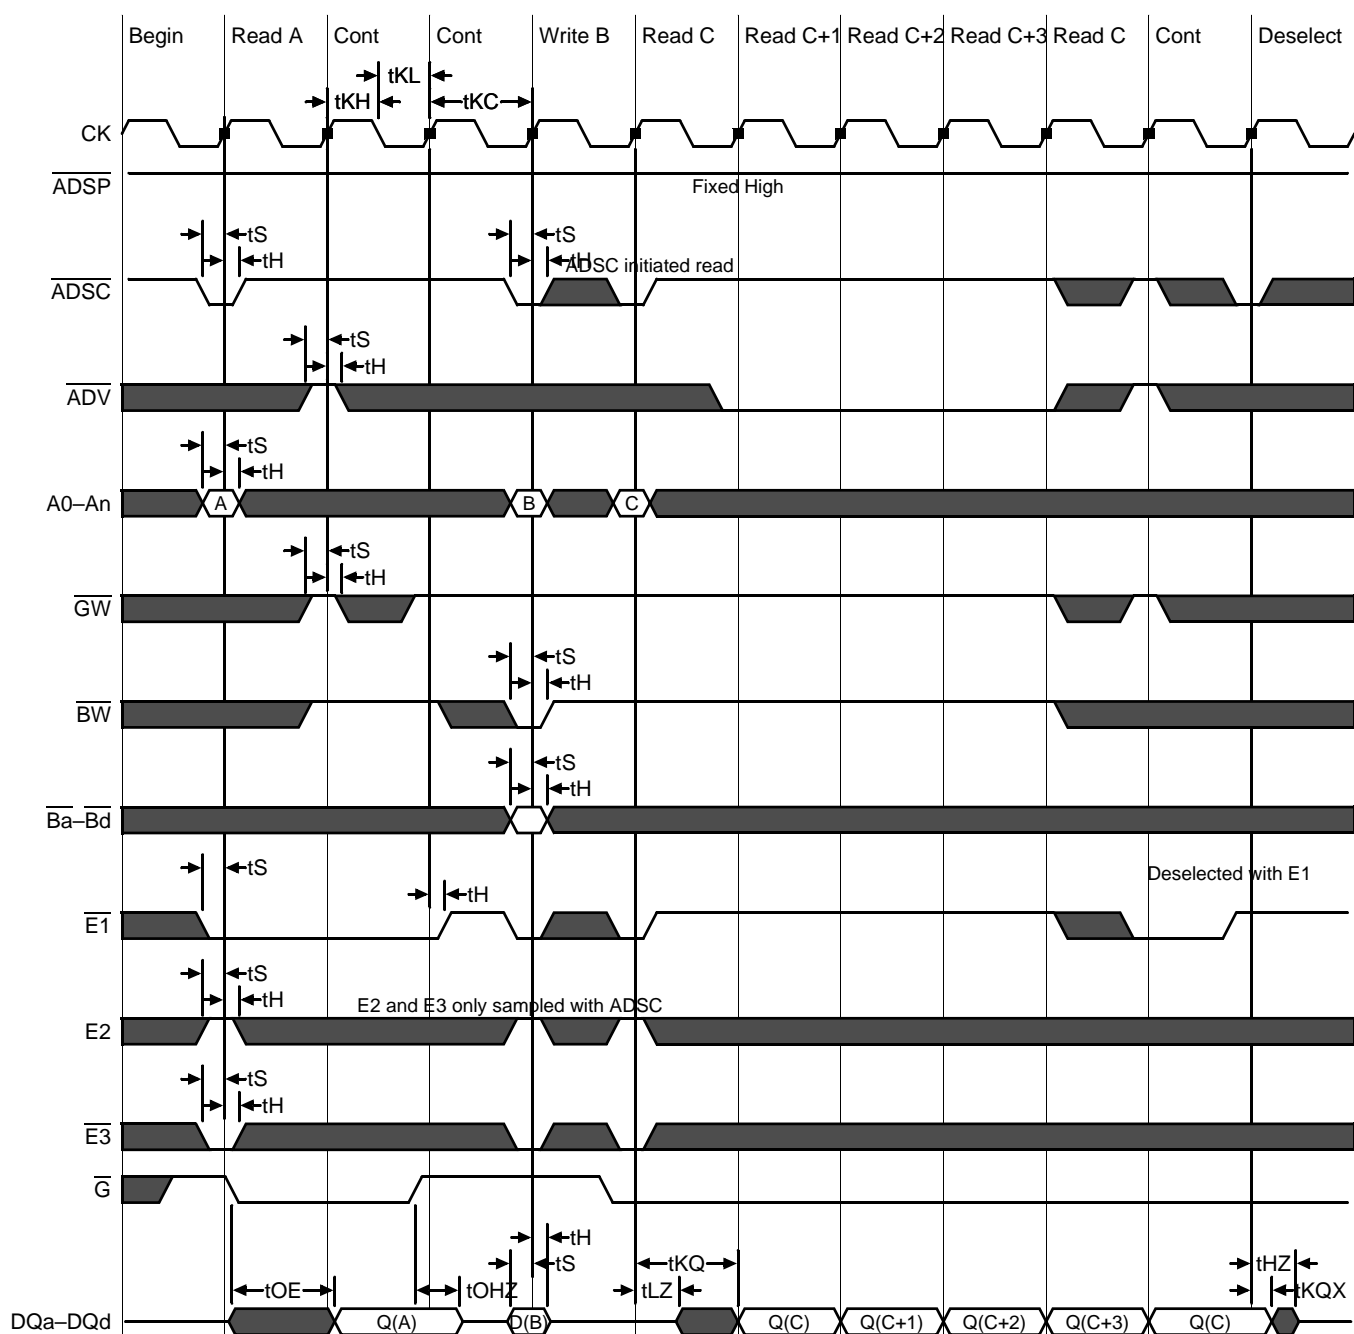 Begin Read A Cont Cont Write B Read C Read C+1 Read C+2 Read C+3 Read C Cont Deselect
tKL
tKH tKC
CK
ADSP Fixed High
tS tS
tH tH
ADSC initiated read
ADSC
tS
tH
ADV
tS
tH
A0–An A B C
tS
tH
GW
tS
tH
BW
tS
tH
Ba–Bd
tS
Deselected with E1
tH
E1
tS
tH
E2 and E3 only sampled with ADSC
E2
tS
tH
E3
G
tH
tS tKQ tHZ
tOE tOHZ tLZ tKQX
DQa–DQd Q(A) D(B) Q(C) Q(C+1) Q(C+2) Q(C+3) Q(C)